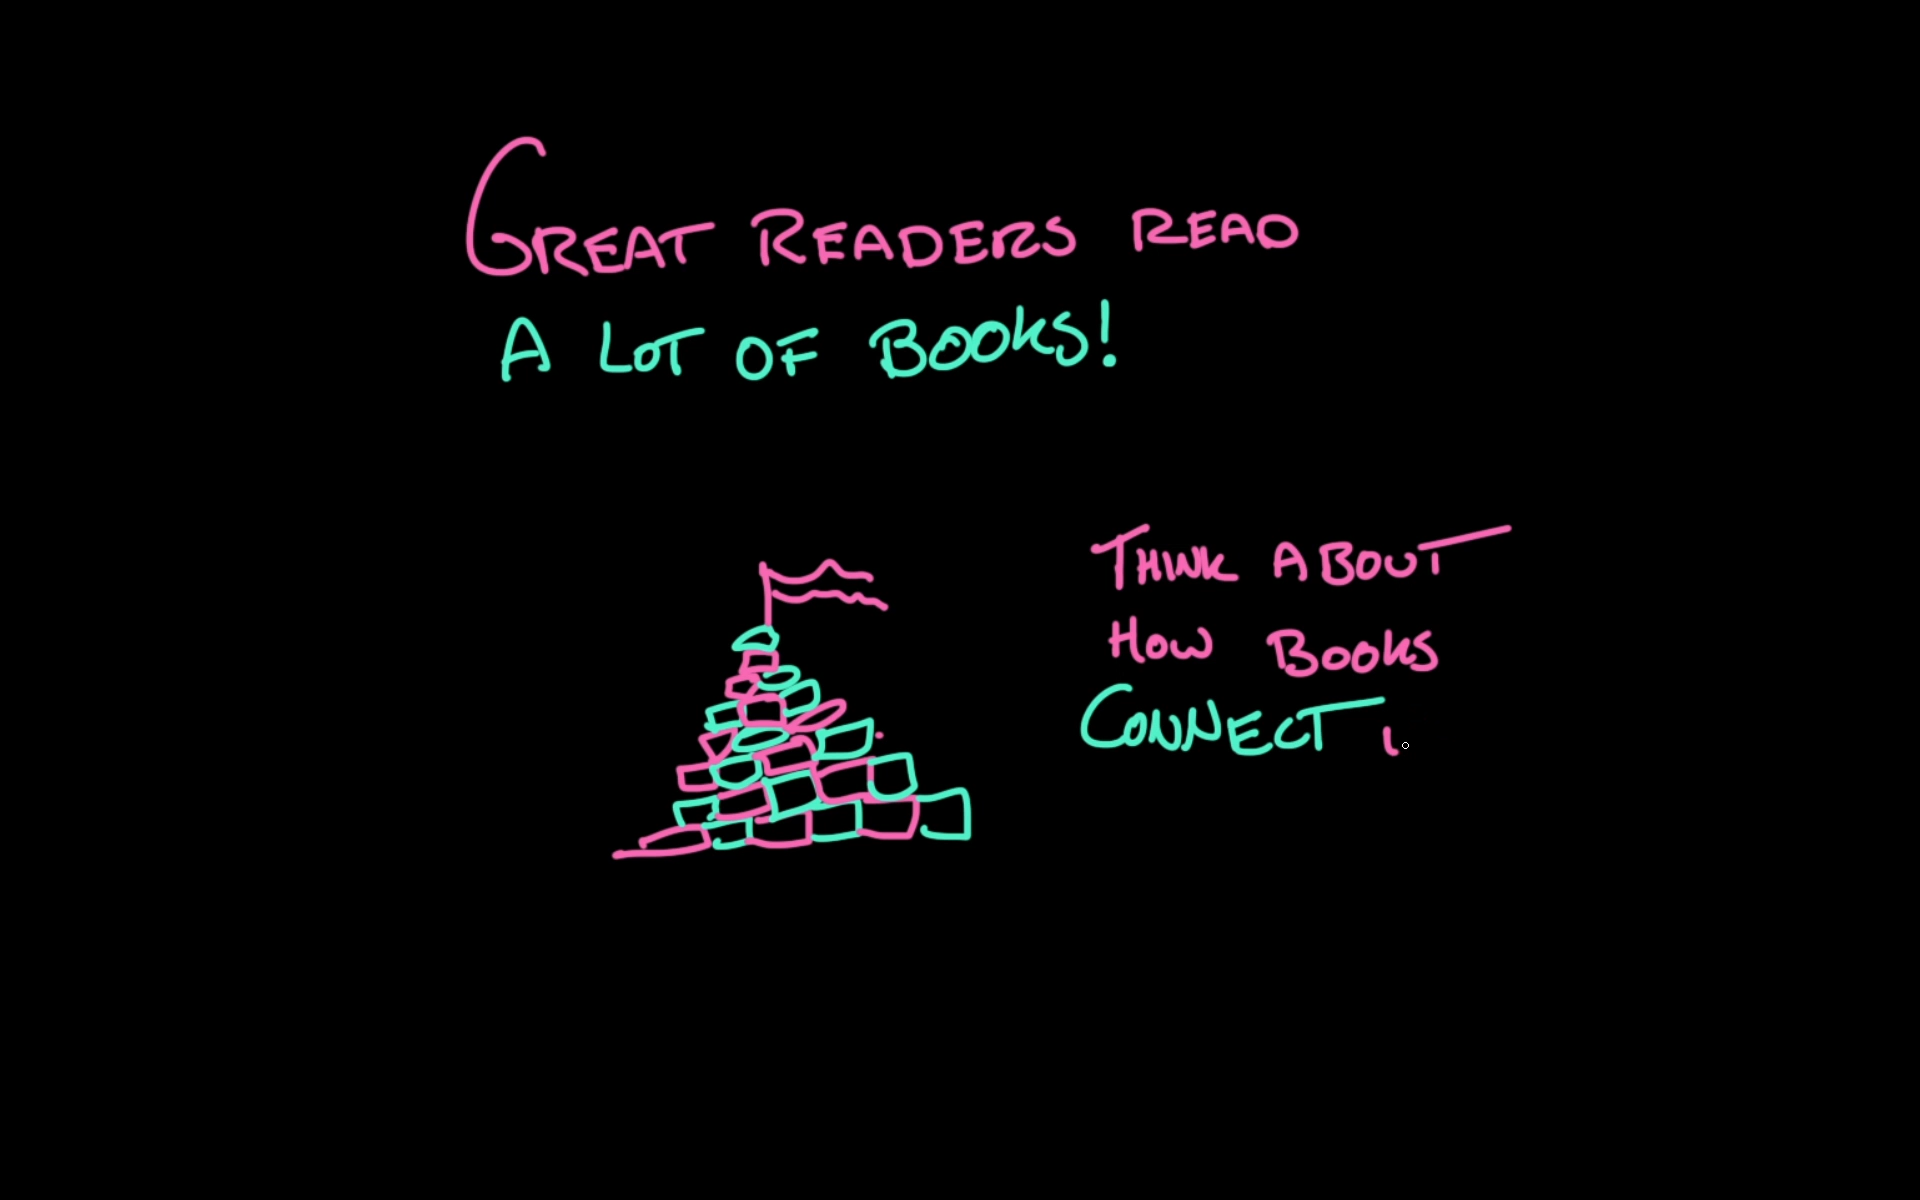 GREAT READERS READ
A LOT OF BOOKS!
THINK ABOUT
HOW BOOKS
CONNECT